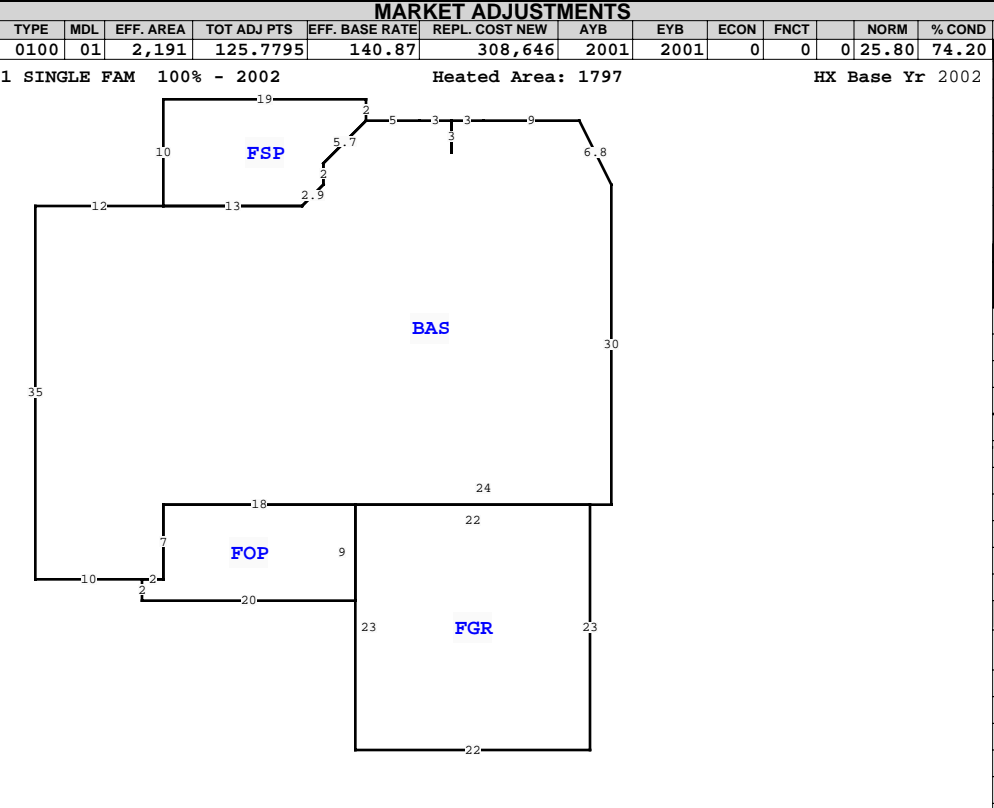 MARKET ADJUSTMENTS
TYPE MDL EFF. AREA TOT ADJ PTS EFF. BASE RATE REPL. COST NEW AYB EYB ECON FNCT NORM % COND
0100 01 2,191 125.7795 140.87 308,646 2001 2001 0 0 0 25.80 74.20
1 SINGLE FAM 100% - 2002 Heated Area: 1797 HX Base Yr 2002
19
2
5 3 3 9
3
5.7
10 FSP 6.8
2
2.9
12 13
BAS
30
35
24
18
22
7
FOP 9
10 2
2
20
23 FGR 23
22